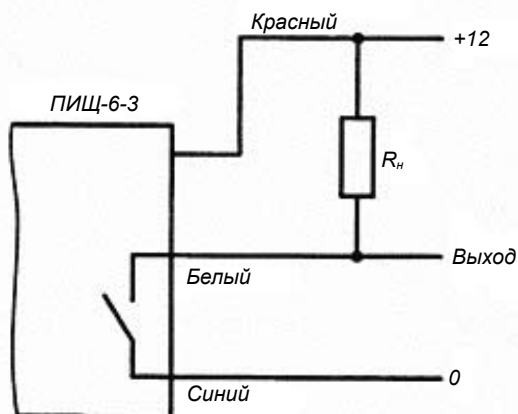 Красный
+12
ПИЩ-6-3
Rн
Выход
Белый
0
Синий